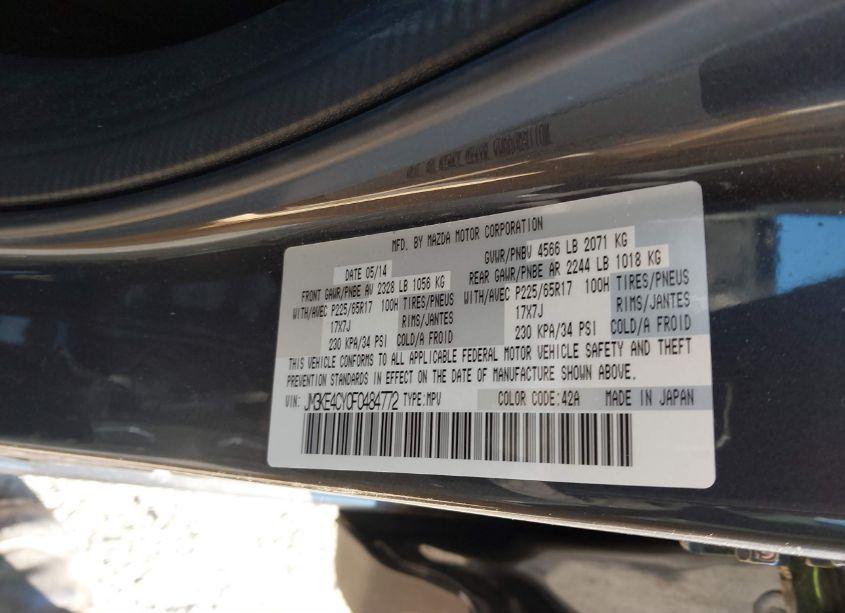 MFD. BY MAZDA MOTOR CORPORATION
DATE 05/14 GVWR/PNBV 4566 LB 2071 KG
FRONT GAWR/PNBE AV 2328 LB 1056 KG REAR GAWR/PNBE AR 2244 LB 1018 KG
WITH/AVEC P225/65R17 100H TIRES/PNEUS WITH/AVEC P225/65R17 100H TIRES/PNEUS
17X7J RIMS/JANTES 17X7J RIMS/JANTES
230 KPA/34 PSI COLD/A FROID 230 KPA/34 PSI COLD/A FROID
THIS VEHICLE CONFORMS TO ALL APPLICABLE FEDERAL MOTOR VEHICLE SAFETY AND THEFT
PREVENTION STANDARDS IN EFFECT ON THE DATE OF MANUFACTURE SHOWN ABOVE.
VIN: JM3KE4CY0F0484772 TYPE:MPV COLOR CODE:42A MADE IN JAPAN